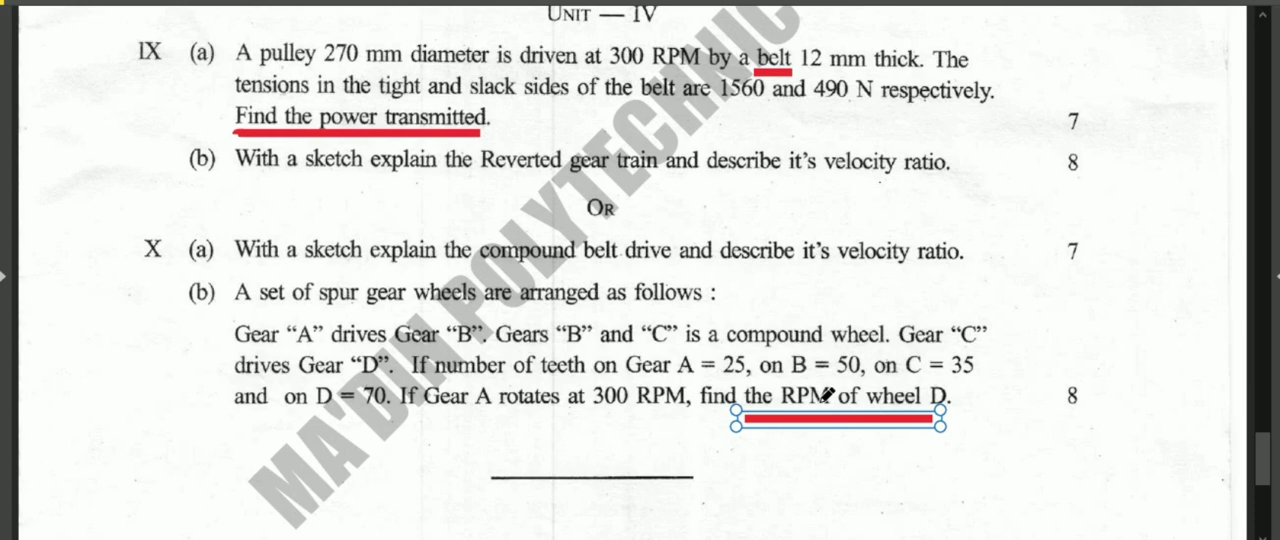 UNIT — IV
IX (a) A pulley 270 mm diameter is driven at 300 RPM by a belt 12 mm thick. The
tensions in the tight and slack sides of the belt are 1560 and 490 N respectively.
Find the power transmitted. 7
(b) With a sketch explain the Reverted gear train and describe it's velocity ratio. 8
OR
X (a) With a sketch explain the compound belt drive and describe it's velocity ratio. 7
(b) A set of spur gear wheels are arranged as follows :
Gear “A” drives Gear “B”. Gears “B” and “C” is a compound wheel. Gear “C”
drives Gear “D”. If number of teeth on Gear A = 25, on B = 50, on C = 35
and on D = 70. If Gear A rotates at 300 RPM, find the RPM of wheel D. 8
MA'DIN POLYTECHNIC